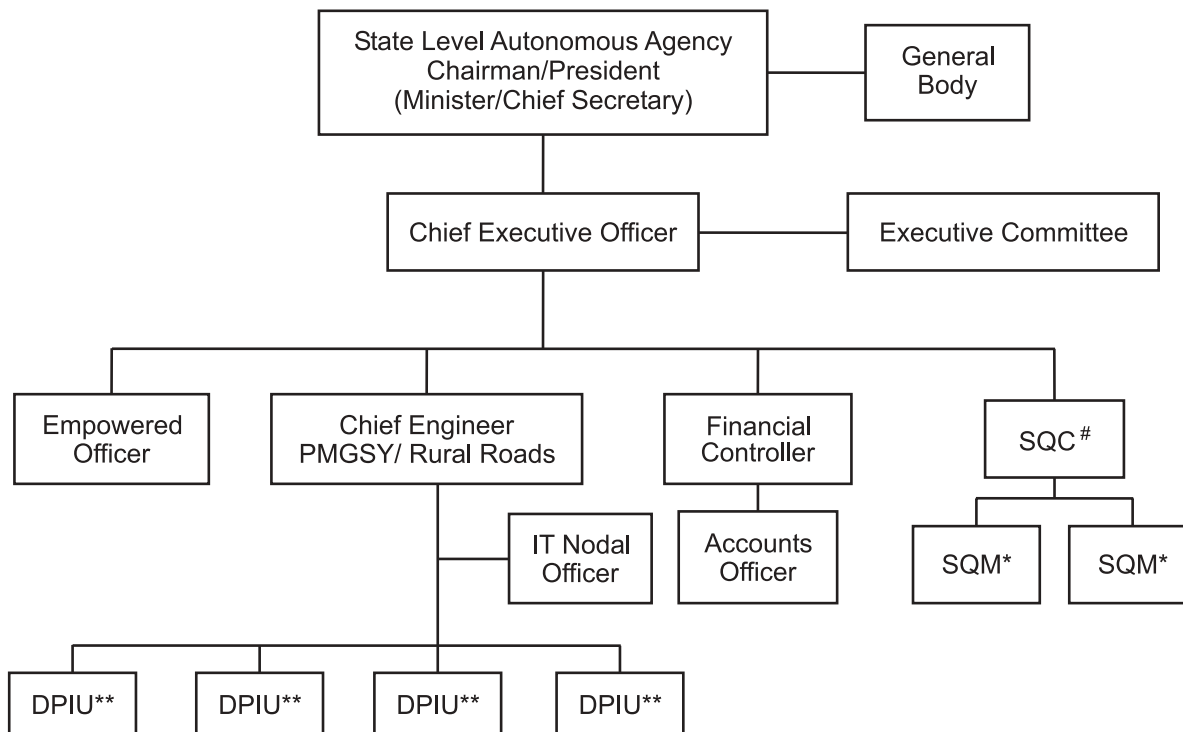 State Level Autonomous Agency
Chairman/President
(Minister/Chief Secretary)
General
Body
Chief Executive Officer
Executive Committee
Empowered
Officer
Chief Engineer
PMGSY/ Rural Roads
Financial
Controller
SQC #
IT Nodal
Officer
Accounts
Officer
SQM*
SQM*
DPIU**
DPIU**
DPIU**
DPIU**